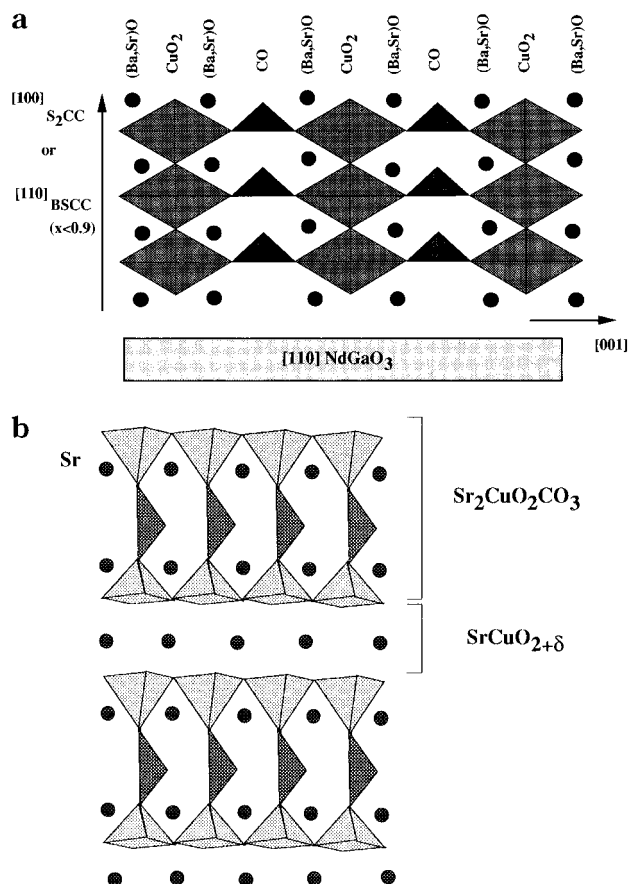 a
(Ba,Sr)O CuO2 (Ba,Sr)O CO (Ba,Sr)O CuO2 (Ba,Sr)O CO (Ba,Sr)O CuO2 (Ba,Sr)O
[100] S2CC
or
[110] BSCC
(x<0.9)
[001]
[110] NdGaO3
b
Sr
Sr2CuO2CO3
SrCuO2+δ